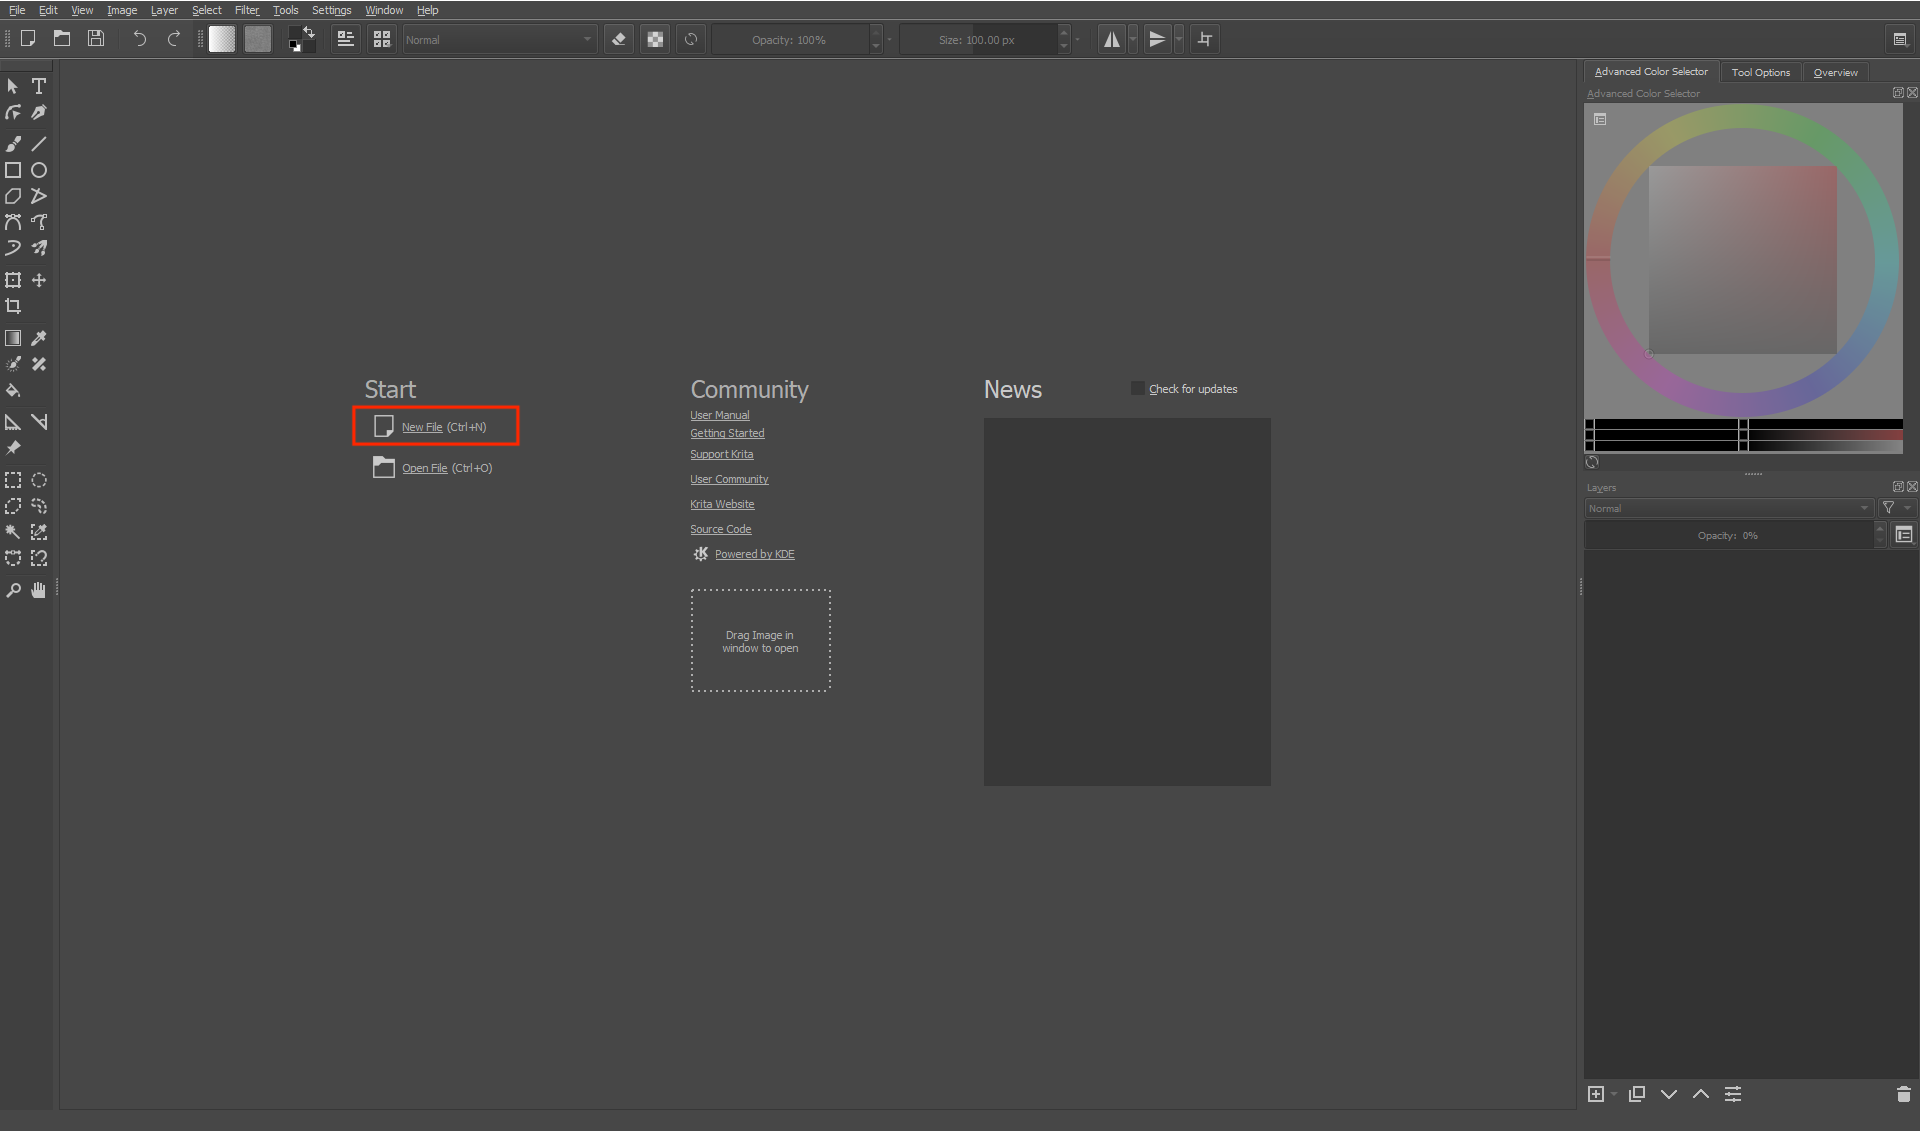 File Edit View Image Layer Select Filter Tools Settings Window Help
Normal
Opacity: 100%
Size: 100.00 px
Advanced Color Selector
Tool Options
Overview
Advanced Color Selector
Start
New File (Ctrl+N)
Open File (Ctrl+O)
Community
User Manual
Getting Started
Support Krita
User Community
Krita Website
Source Code
Powered by KDE
Drag Image in
window to open
News
Check for updates
Layers
Normal
Opacity: 0%